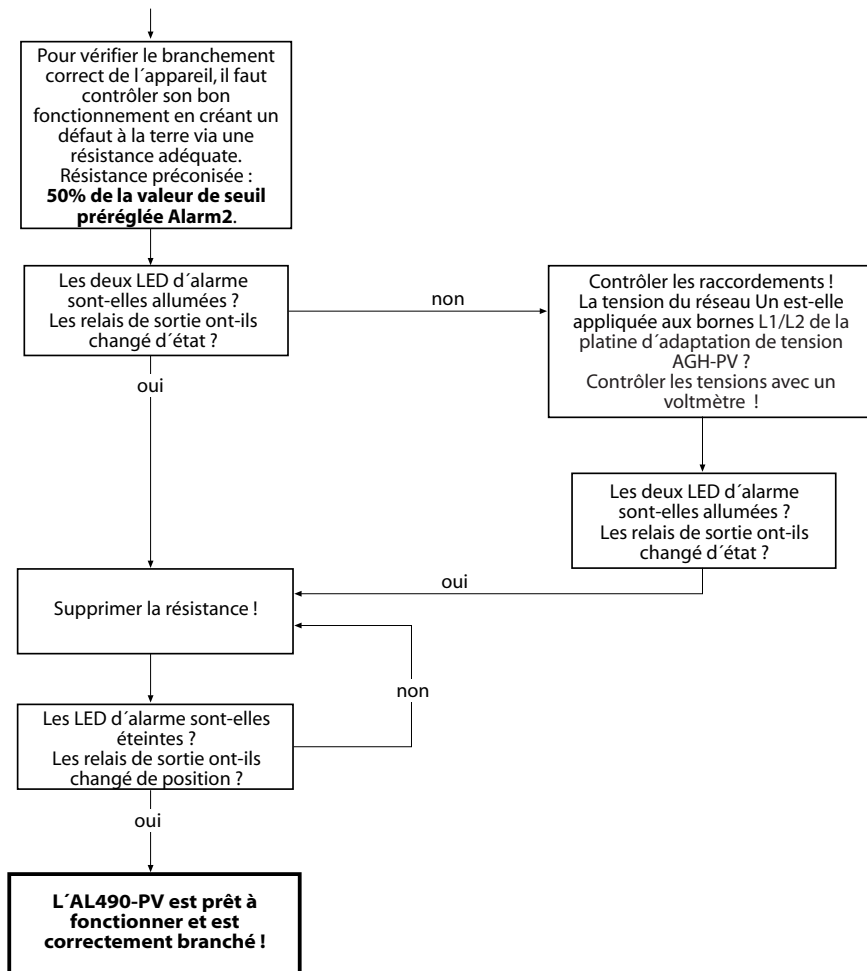 Pour vérifier le branchement
correct de l´appareil, il faut
contrôler son bon
fonctionnement en créant un
défaut à la terre via une
résistance adéquate.
Résistance préconisée :
50% de la valeur de seuil
préréglée Alarm2.
Les deux LED d´alarme
sont-elles allumées ?
Les relais de sortie ont-ils
changé d´état ?
non
Contrôler les raccordements !
La tension du réseau Un est-elle
appliquée aux bornes L1/L2 de la
platine d´adaptation de tension
AGH-PV ?
Contrôler les tensions avec un
voltmètre !
oui
Les deux LED d´alarme
sont-elles allumées ?
Les relais de sortie ont-ils
changé d´état ?
oui
Supprimer la résistance !
non
Les LED d´alarme sont-elles
éteintes ?
Les relais de sortie ont-ils
changé de position ?
oui
L´AL490-PV est prêt à
fonctionner et est
correctement branché !